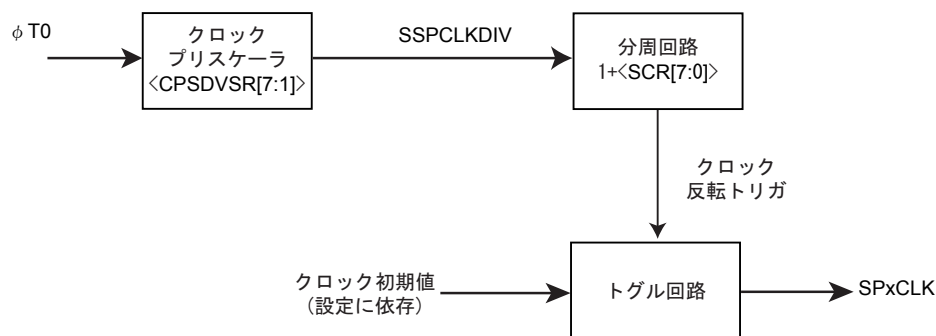 φT0
クロック
プリスケーラ
<CPSDVSR[7:1]>
SSPCLKDIV
分周回路
1+<SCR[7:0]>
クロック
反転トリガ
クロック初期値
(設定に依存)
トグル回路
SPxCLK